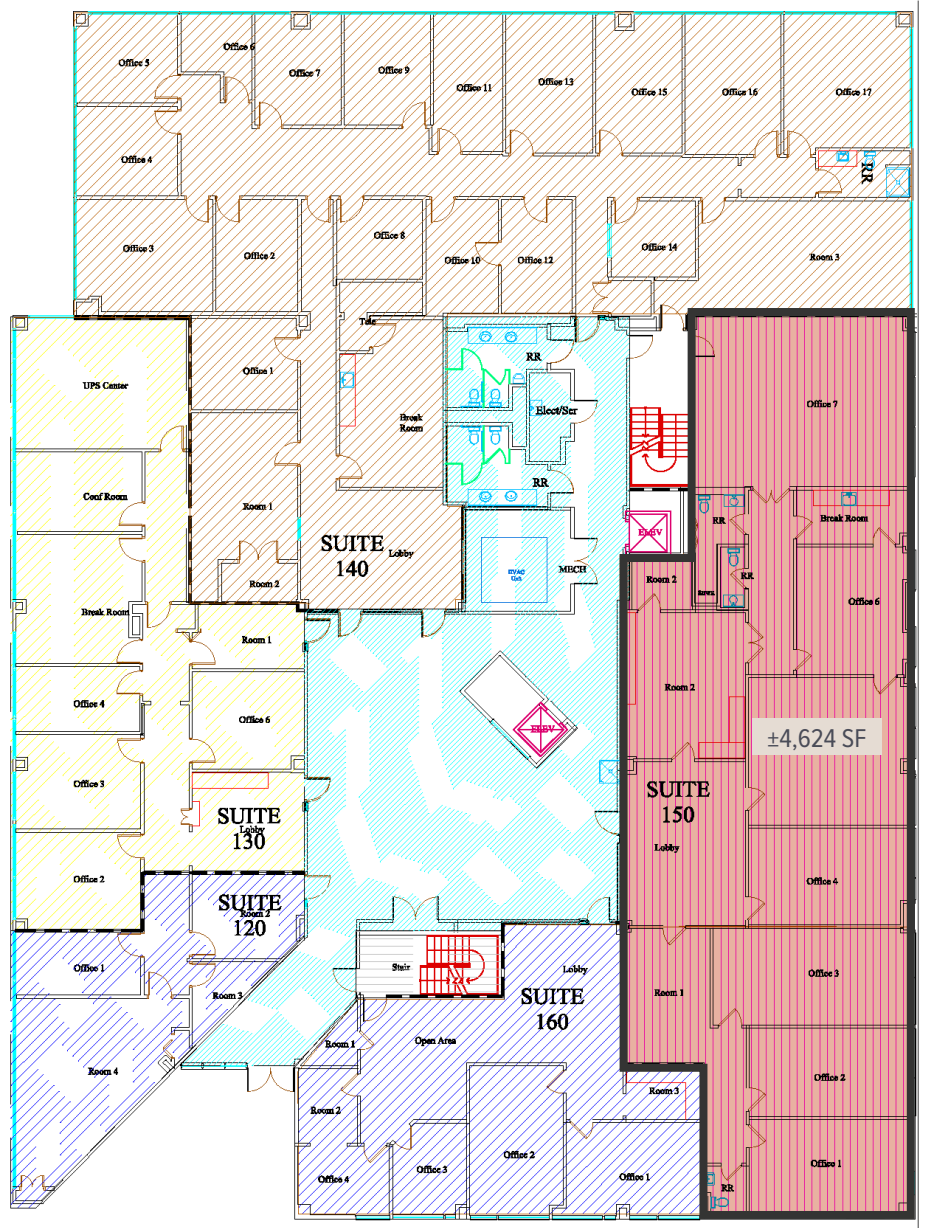 Office 5
Office 6
Office 7
Office 9
Office 11
Office 13
Office 15
Office 16
Office 17
Office 4
RR
Office 3
Office 2
Office 8
Office 10
Office 12
Office 14
Room 3
Tele
Office 1
Break
Room
Room 1
Room 2
SUITE
140
Lobby
RR
Elect/Ser
RR
HVAC
Unit
MECH
ELEV
ELEV
UPS Center
Conf Room
Break Room
Room 1
Office 4
Office 6
Office 3
SUITE
130
Lobby
Office 2
SUITE
120
Room 2
Office 1
Room 3
Room 4
Stair
Lobby
SUITE
160
Room 1
Open Area
Room 2
Room 3
Office 4
Office 3
Office 2
Office 1
Office 7
RR
Break Room
Room 2
RR
Office 6
Room 2
±4,624 SF
SUITE
150
Lobby
Office 4
Office 3
Room 1
Office 2
Office 1
RR